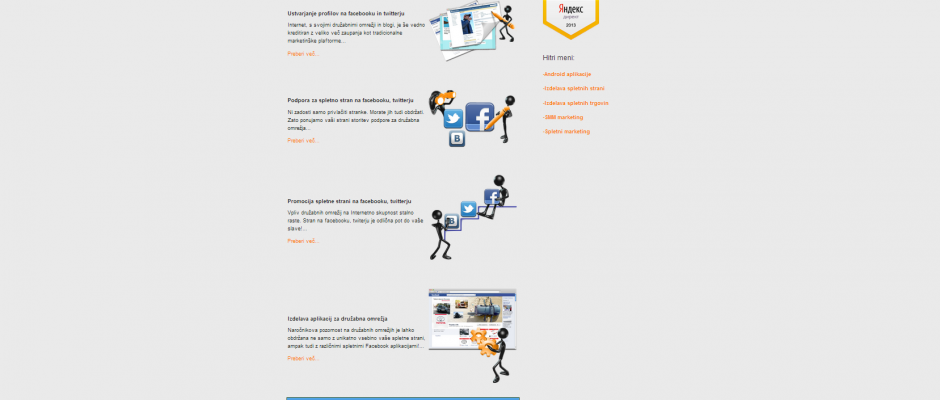 Ustvarjanje profilov na facebooku in twitterju
Internet, s svojimi družabnimi omrežji in blogi, je še vedno
kreditiran z veliko več zaupanja kot tradicionalne
marketinške platforme...
Preberi več...
Podpora za spletno stran na facebooku, twitterju
Ni zadosti samo privlačiti stranke. Morate jih tudi obdržati.
Zato ponujamo vaši strani storitev podpore za družabna
omrežja...
Preberi več...
Promocija spletne strani na facebooku, twitterju
Vpliv družabnih omrežij na Internetno skupnost stalno
raste. Stran na facebooku, twiterju je odlična pot do vaše
slave!...
Preberi več...
Izdelava aplikacij za družabna omrežja
Naročnikova pozornost na družabnih omrežjih je lahko
obdržana ne samo z unikatno vsebino vaše spletne strani,
ampak tudi z različnimi spletnimi Facebook aplikacijami!...
Preberi več...
Яндекс
директ
2013
Hitri meni:
-Android aplikacije
-Izdelava spletnih strani
-Izdelava spletnih trgovin
-SMM marketing
-Spletni marketing